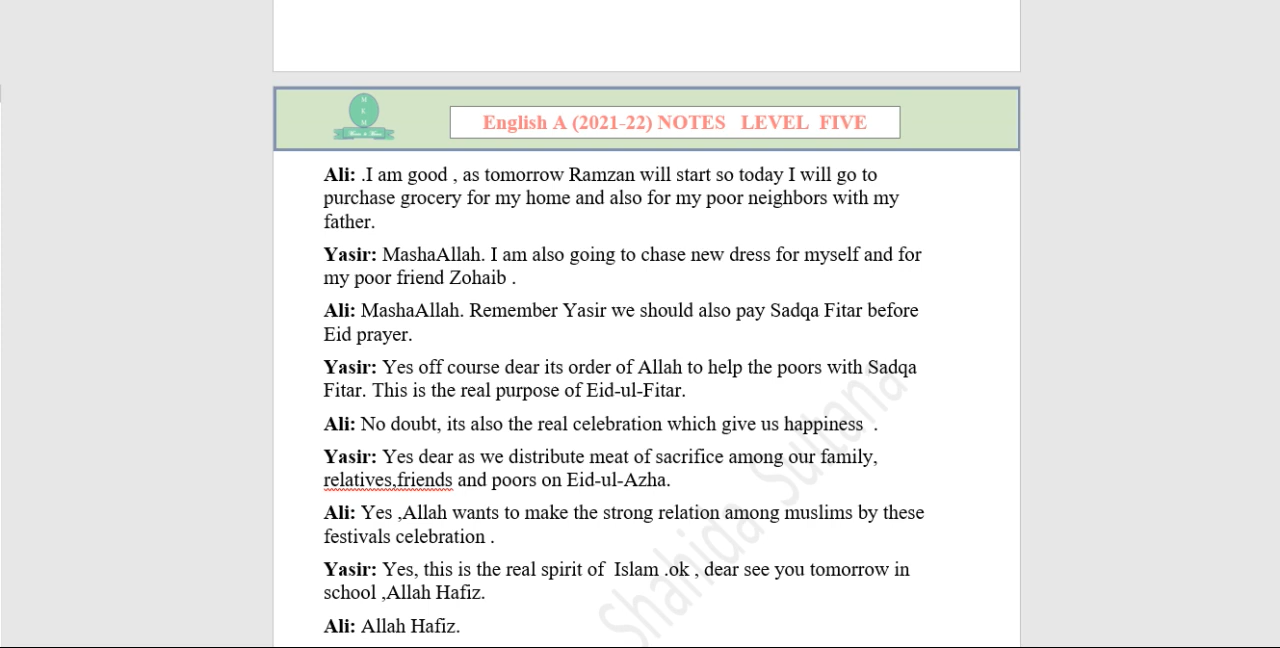 M
K
M
English A (2021-22) NOTES LEVEL FIVE
Ali: .I am good , as tomorrow Ramzan will start so today I will go to
purchase grocery for my home and also for my poor neighbors with my
father.
Yasir: MashaAllah. I am also going to chase new dress for myself and for
my poor friend Zohaib .
Ali: MashaAllah. Remember Yasir we should also pay Sadqa Fitar before
Eid prayer.
Yasir: Yes off course dear its order of Allah to help the poors with Sadqa
Fitar. This is the real purpose of Eid-ul-Fitar.
Ali: No doubt, its also the real celebration which give us happiness .
Yasir: Yes dear as we distribute meat of sacrifice among our family,
relatives,friends and poors on Eid-ul-Azha.
Ali: Yes ,Allah wants to make the strong relation among muslims by these
festivals celebration .
Yasir: Yes, this is the real spirit of Islam .ok , dear see you tomorrow in
school ,Allah Hafiz.
Ali: Allah Hafiz.
Shahida Sultana